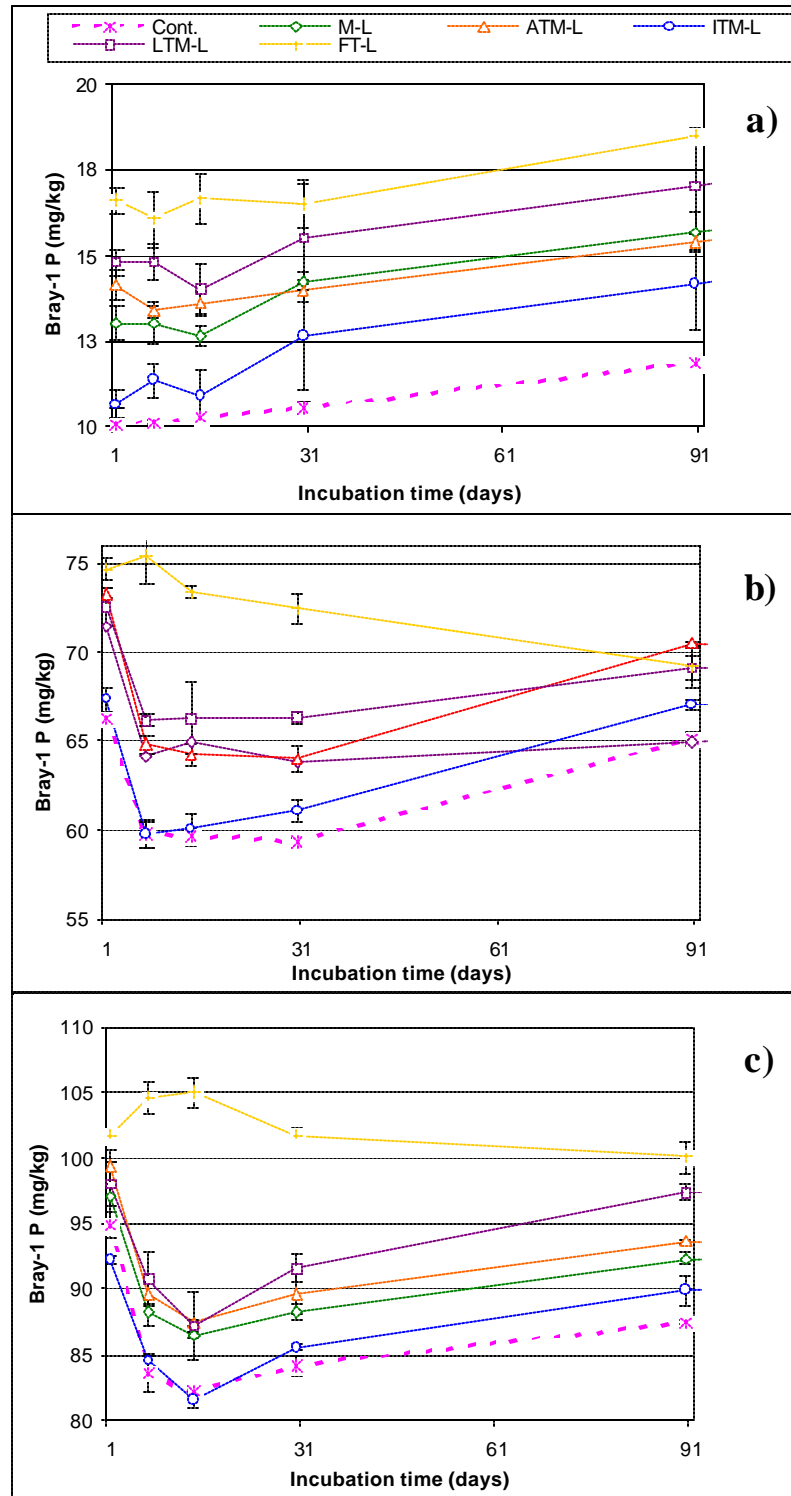 Cont. M-L ATM-L ITM-L
LTM-L FT-L
a)
20
18
15
13
10
Bray-1 P (mg/kg)
1 31 61 91
Incubation time (days)
b)
75
70
65
60
55
Bray-1 P (mg/kg)
1 31 61 91
Incubation time (days)
c)
110
105
100
95
90
85
80
Bray-1 P (mg/kg)
1 31 61 91
Incubation time (days)